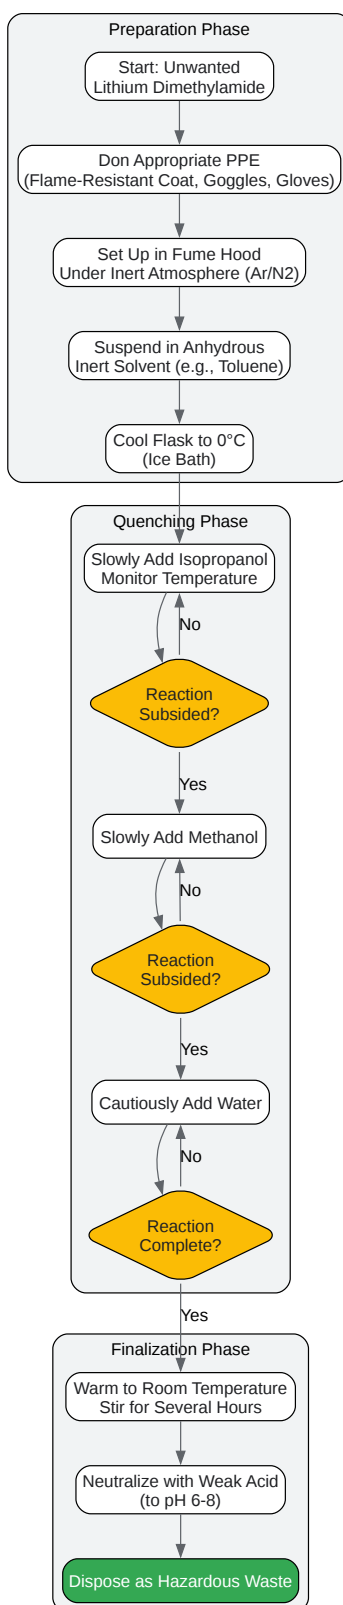 Preparation Phase
Start: Unwanted
Lithium Dimethylamide
Don Appropriate PPE
(Flame-Resistant Coat, Goggles, Gloves)
Set Up in Fume Hood
Under Inert Atmosphere (Ar/N2)
Suspend in Anhydrous
Inert Solvent (e.g., Toluene)
Cool Flask to 0°C
(Ice Bath)
Quenching Phase
Slowly Add Isopropanol
Monitor Temperature
No
Reaction
Subsided?
Yes
Slowly Add Methanol
No
Reaction
Subsided?
Yes
Cautiously Add Water
No
Reaction
Complete?
Yes
Finalization Phase
Warm to Room Temperature
Stir for Several Hours
Neutralize with Weak Acid
(to pH 6-8)
Dispose as Hazardous Waste